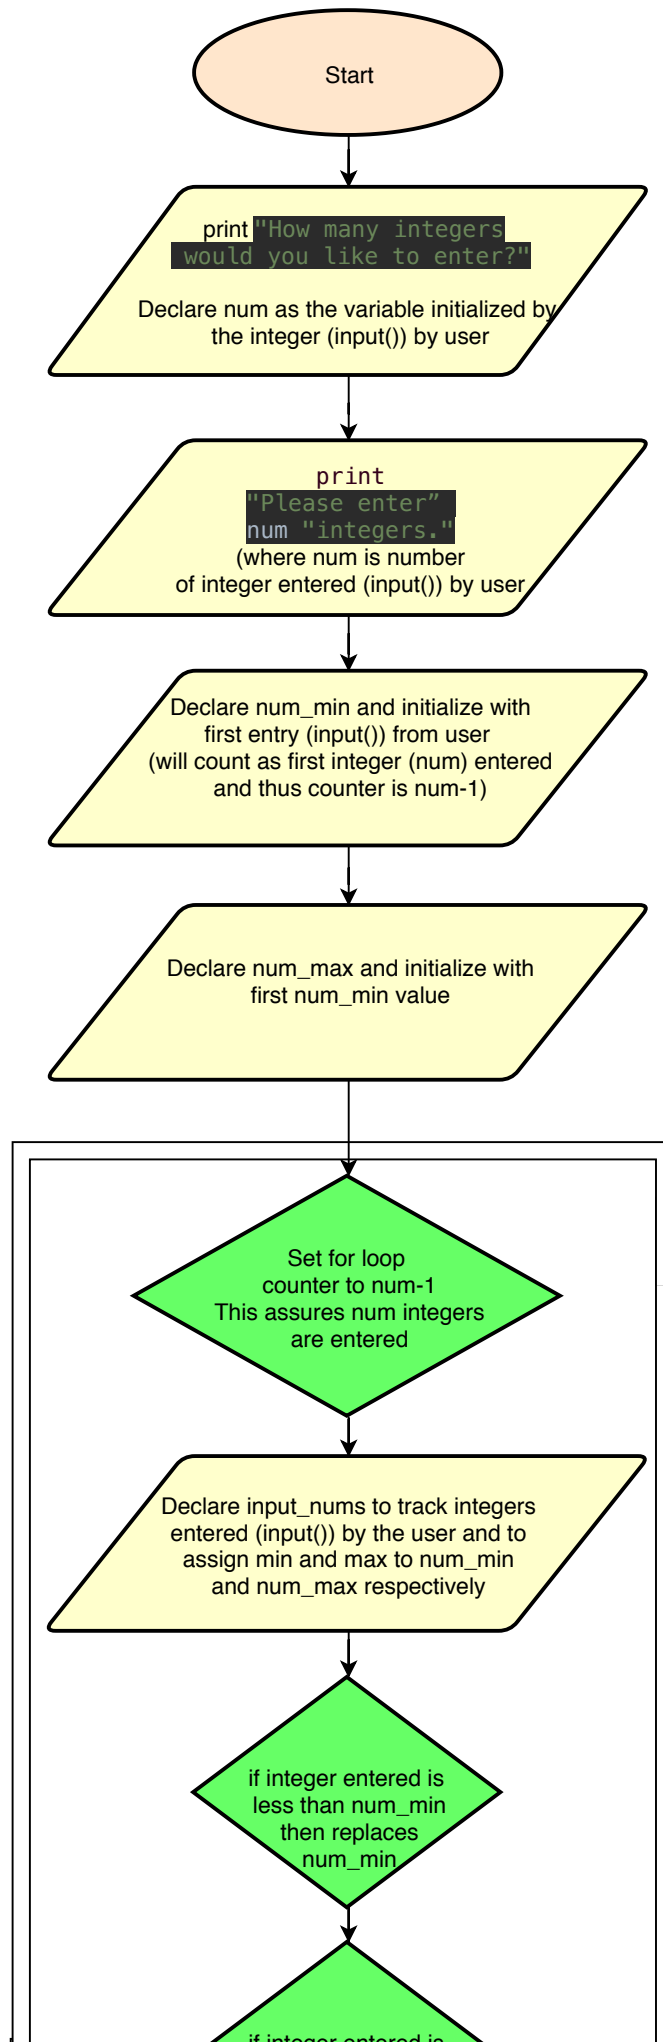 Start
print "How many integers
would you like to enter?"
Declare num as the variable initialized by
the integer (input()) by user
print
"Please enter”
num "integers."
(where num is number
of integer entered (input()) by user
Declare num_min and initialize with
first entry (input()) from user
(will count as first integer (num) entered
and thus counter is num-1)
Declare num_max and initialize with
first num_min value
Set for loop
counter to num-1
This assures num integers
are entered
Declare input_nums to track integers
entered (input()) by the user and to
assign min and max to num_min
and num_max respectively
if integer entered is
less than num_min
then replaces
num_min
if integer entered is